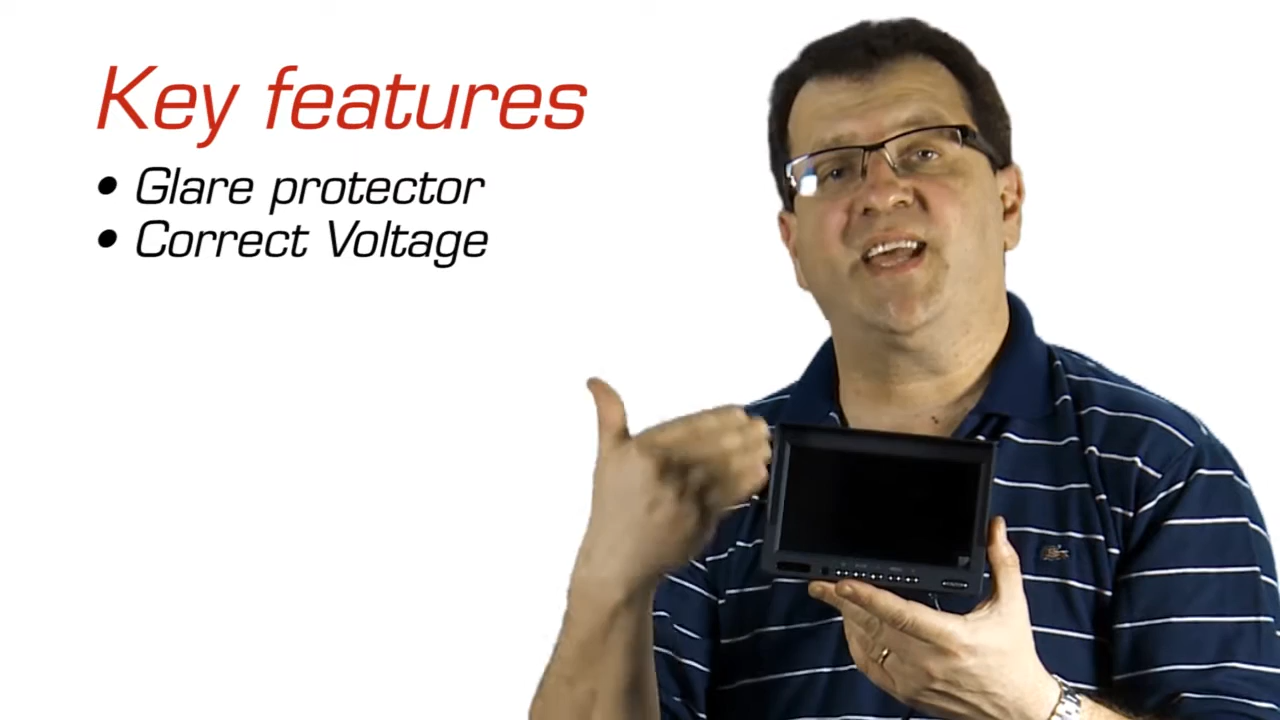 Key features
• Glare protector
• Correct Voltage